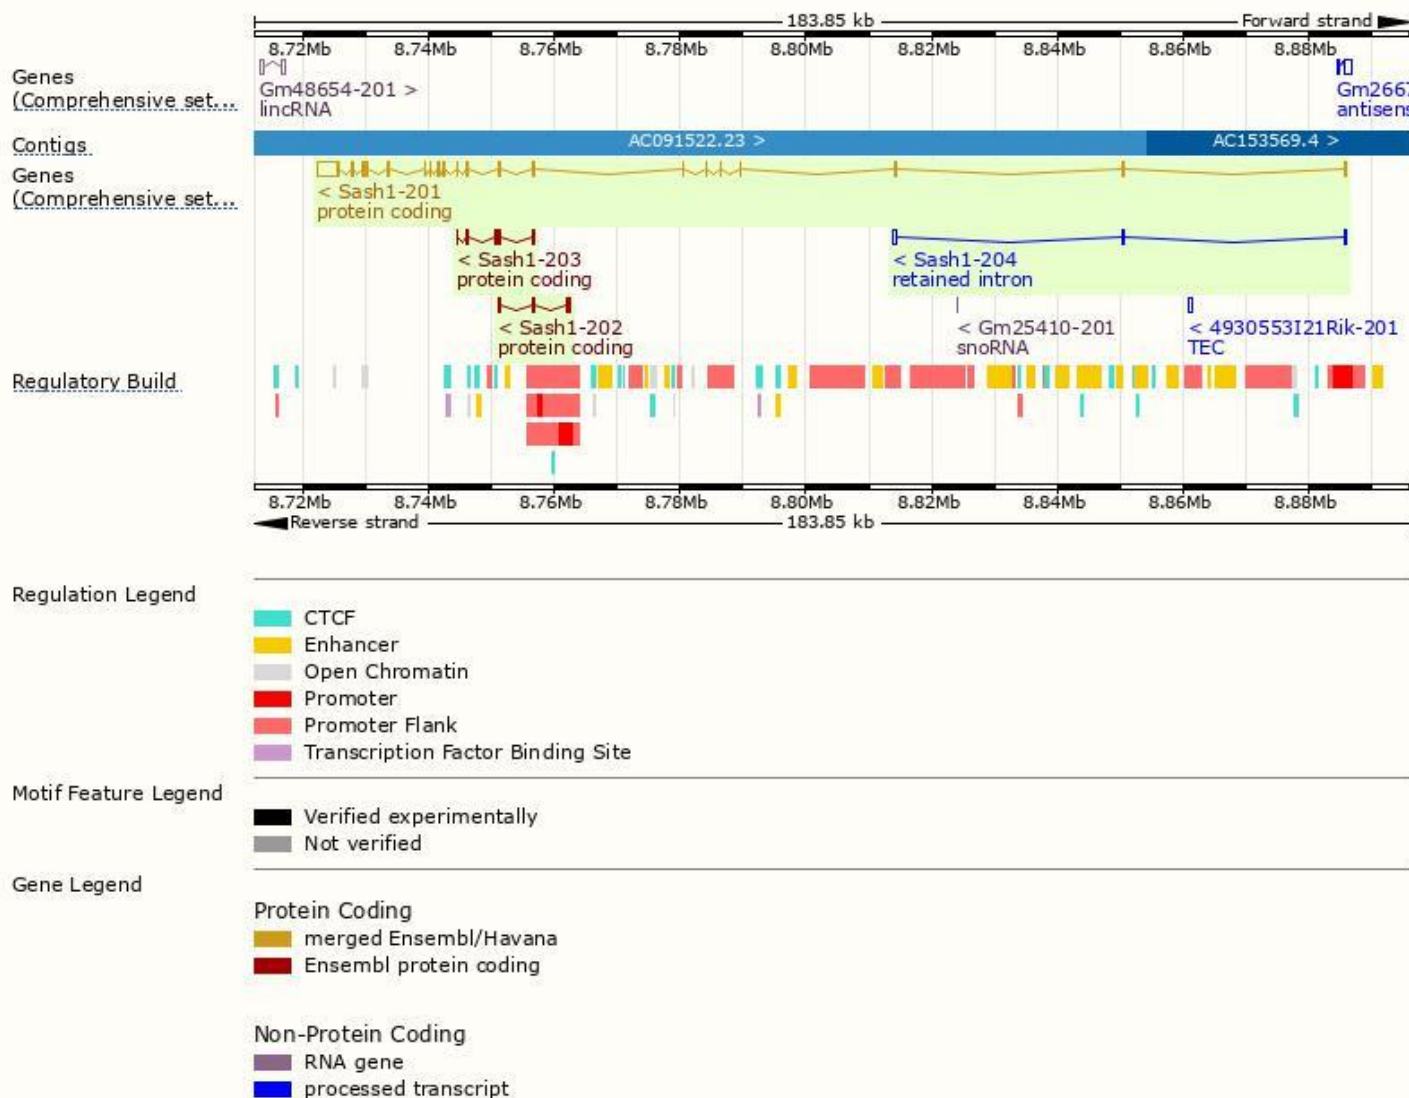 183.85 kb Forward strand
8.72Mb 8.74Mb 8.76Mb 8.78Mb 8.80Mb 8.82Mb 8.84Mb 8.86Mb 8.88Mb
Genes
(Comprehensive set...
Gm48654-201 >
lincRNA
Gm2667
antisens
Contigs
AC091522.23 > AC153569.4 >
Genes
(Comprehensive set...
< Sash1-201
protein coding
< Sash1-203
protein coding
< Sash1-204
retained intron
< Sash1-202
protein coding
< Gm25410-201
snoRNA
< 4930553I21Rik-201
TEC
Regulatory Build
8.72Mb 8.74Mb 8.76Mb 8.78Mb 8.80Mb 8.82Mb 8.84Mb 8.86Mb 8.88Mb
Reverse strand 183.85 kb
Regulation Legend
CTCF
Enhancer
Open Chromatin
Promoter
Promoter Flank
Transcription Factor Binding Site
Motif Feature Legend
Verified experimentally
Not verified
Gene Legend
Protein Coding
merged Ensembl/Havana
Ensembl protein coding
Non-Protein Coding
RNA gene
processed transcript